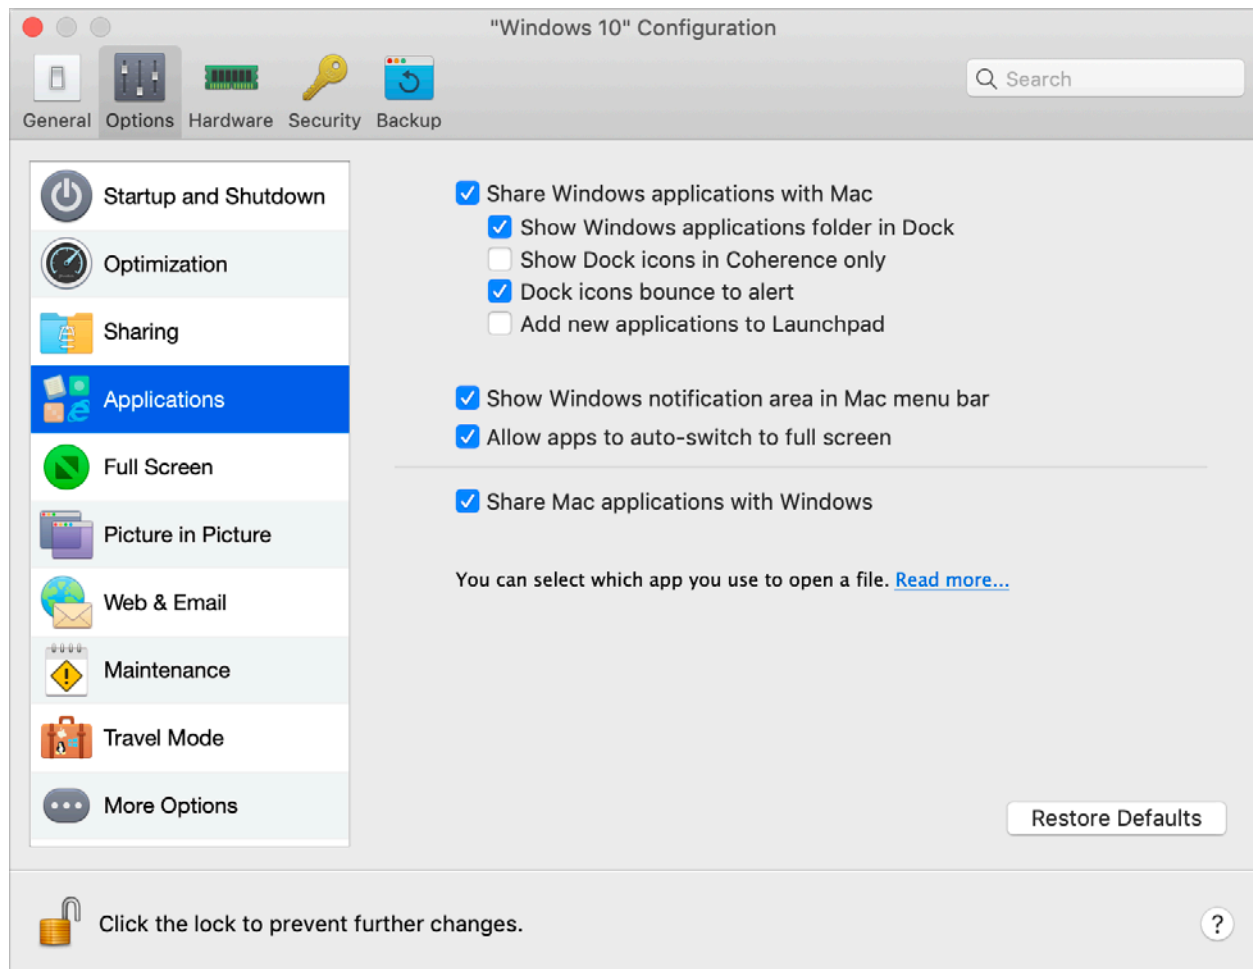 "Windows 10" Configuration
General Options Hardware Security Backup
Search
Startup and Shutdown
Optimization
Sharing
Applications
Full Screen
Picture in Picture
Web & Email
Maintenance
Travel Mode
More Options
Share Windows applications with Mac
Show Windows applications folder in Dock
Show Dock icons in Coherence only
Dock icons bounce to alert
Add new applications to Launchpad
Show Windows notification area in Mac menu bar
Allow apps to auto-switch to full screen
Share Mac applications with Windows
You can select which app you use to open a file. Read more...
Restore Defaults
Click the lock to prevent further changes.
?